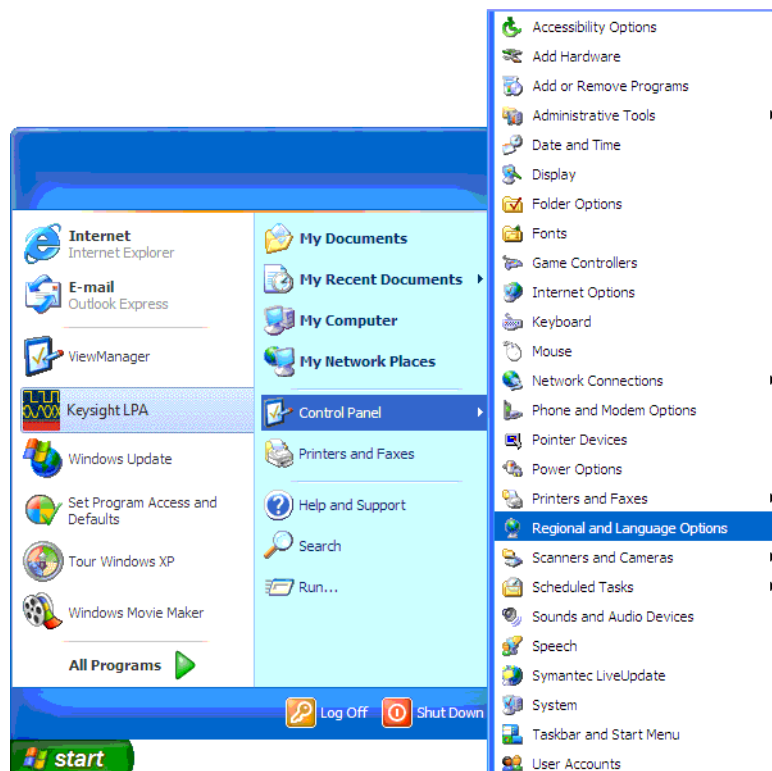 Internet
Internet Explorer
E-mail
Outlook Express
ViewManager
Keysight LPA
Windows Update
Set Program Access and
Defaults
Tour Windows XP
Windows Movie Maker
All Programs
My Documents
My Recent Documents
My Computer
My Network Places
Control Panel
Printers and Faxes
Help and Support
Search
Run...
Log Off
Shut Down
start
Accessibility Options
Add Hardware
Add or Remove Programs
Administrative Tools
Date and Time
Display
Folder Options
Fonts
Game Controllers
Internet Options
Keyboard
Mouse
Network Connections
Phone and Modem Options
Pointer Devices
Power Options
Printers and Faxes
Regional and Language Options
Scanners and Cameras
Scheduled Tasks
Sounds and Audio Devices
Speech
Symantec LiveUpdate
System
Taskbar and Start Menu
User Accounts